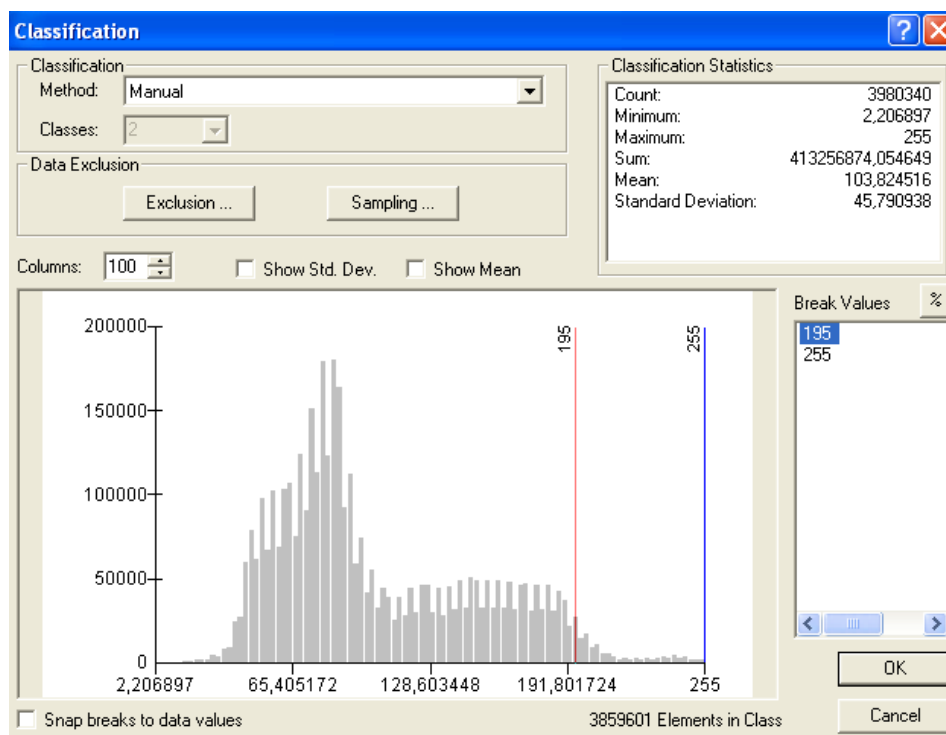 Classification
Classification
Method: Manual
Classes: 2
Data Exclusion
Exclusion ... Sampling ...
Classification Statistics
Count: 3980340
Minimum: 2,206897
Maximum: 255
Sum: 413256874,054649
Mean: 103,824516
Standard Deviation: 45,790938
Columns: 100 Show Std. Dev. Show Mean
Break Values %
195
255
200000
150000
100000
50000
0
195
255
2,206897 65,405172 128,603448 191,801724 255
OK
Snap breaks to data values 3859601 Elements in Class Cancel